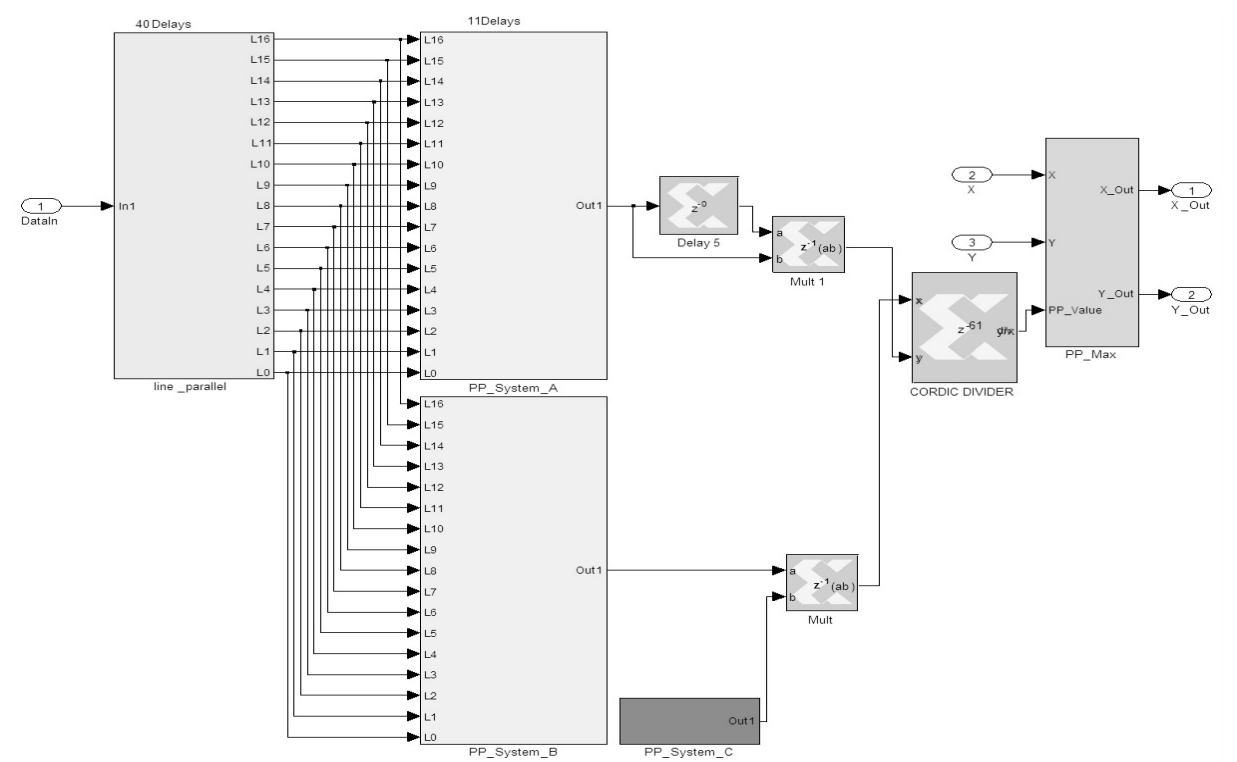 40 Delays
In1
L16
L15
L14
L13
L12
L11
L10
L9
L8
L7
L6
L5
L4
L3
L2
L1
L0
line _parallel
1
DataIn
11Delays
L16
L15
L14
L13
L12
L11
L10
L9
L8
L7
L6
L5
L4
L3
L2
L1
L0
Out1
PP_System_A
L16
L15
L14
L13
L12
L11
L10
L9
L8
L7
L6
L5
L4
L3
L2
L1
L0
Out1
PP_System_B
Out1
PP_System_C
z-0
Delay 5
a
b
z-1 (ab)
Mult 1
a
b
z-1 (ab)
Mult
x
y
z-61
CORDIC DIVIDER
2
X
3
Y
X
Y
PP_Value
X_Out
Y_Out
PP_Max
1
X_Out
2
Y_Out